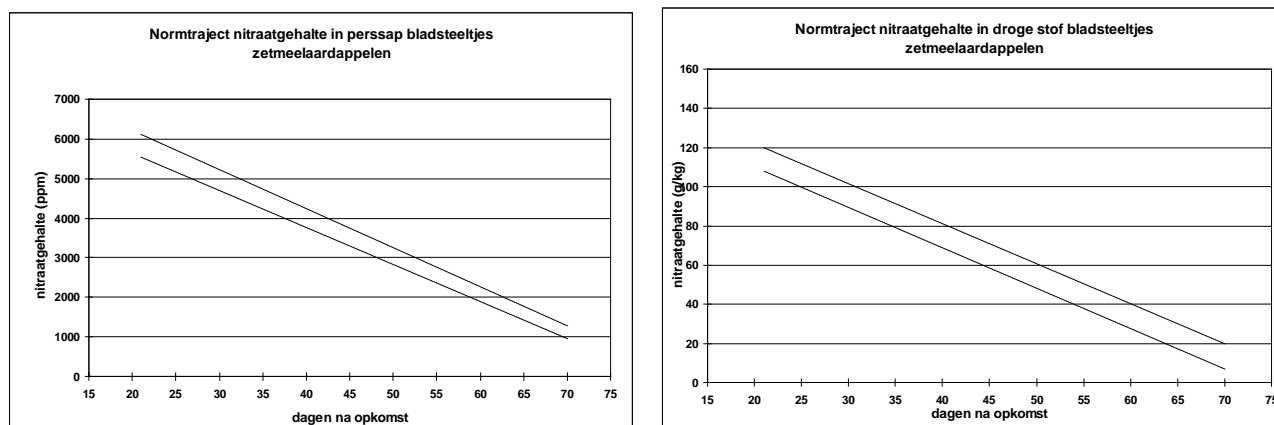 Normtraject nitraatgehalte in perssap bladsteeltjes
zetmeelaardappelen
7000
6000
5000
4000
3000
2000
1000
0
nitraatgehalte (ppm)
15 20 25 30 35 40 45 50 55 60 65 70 75
dagen na opkomst
Normtraject nitraatgehalte in droge stof bladsteeltjes
zetmeelaardappelen
160
140
120
100
80
60
40
20
0
nitraatgehalte (g/kg)
15 20 25 30 35 40 45 50 55 60 65 70 75
dagen na opkomst